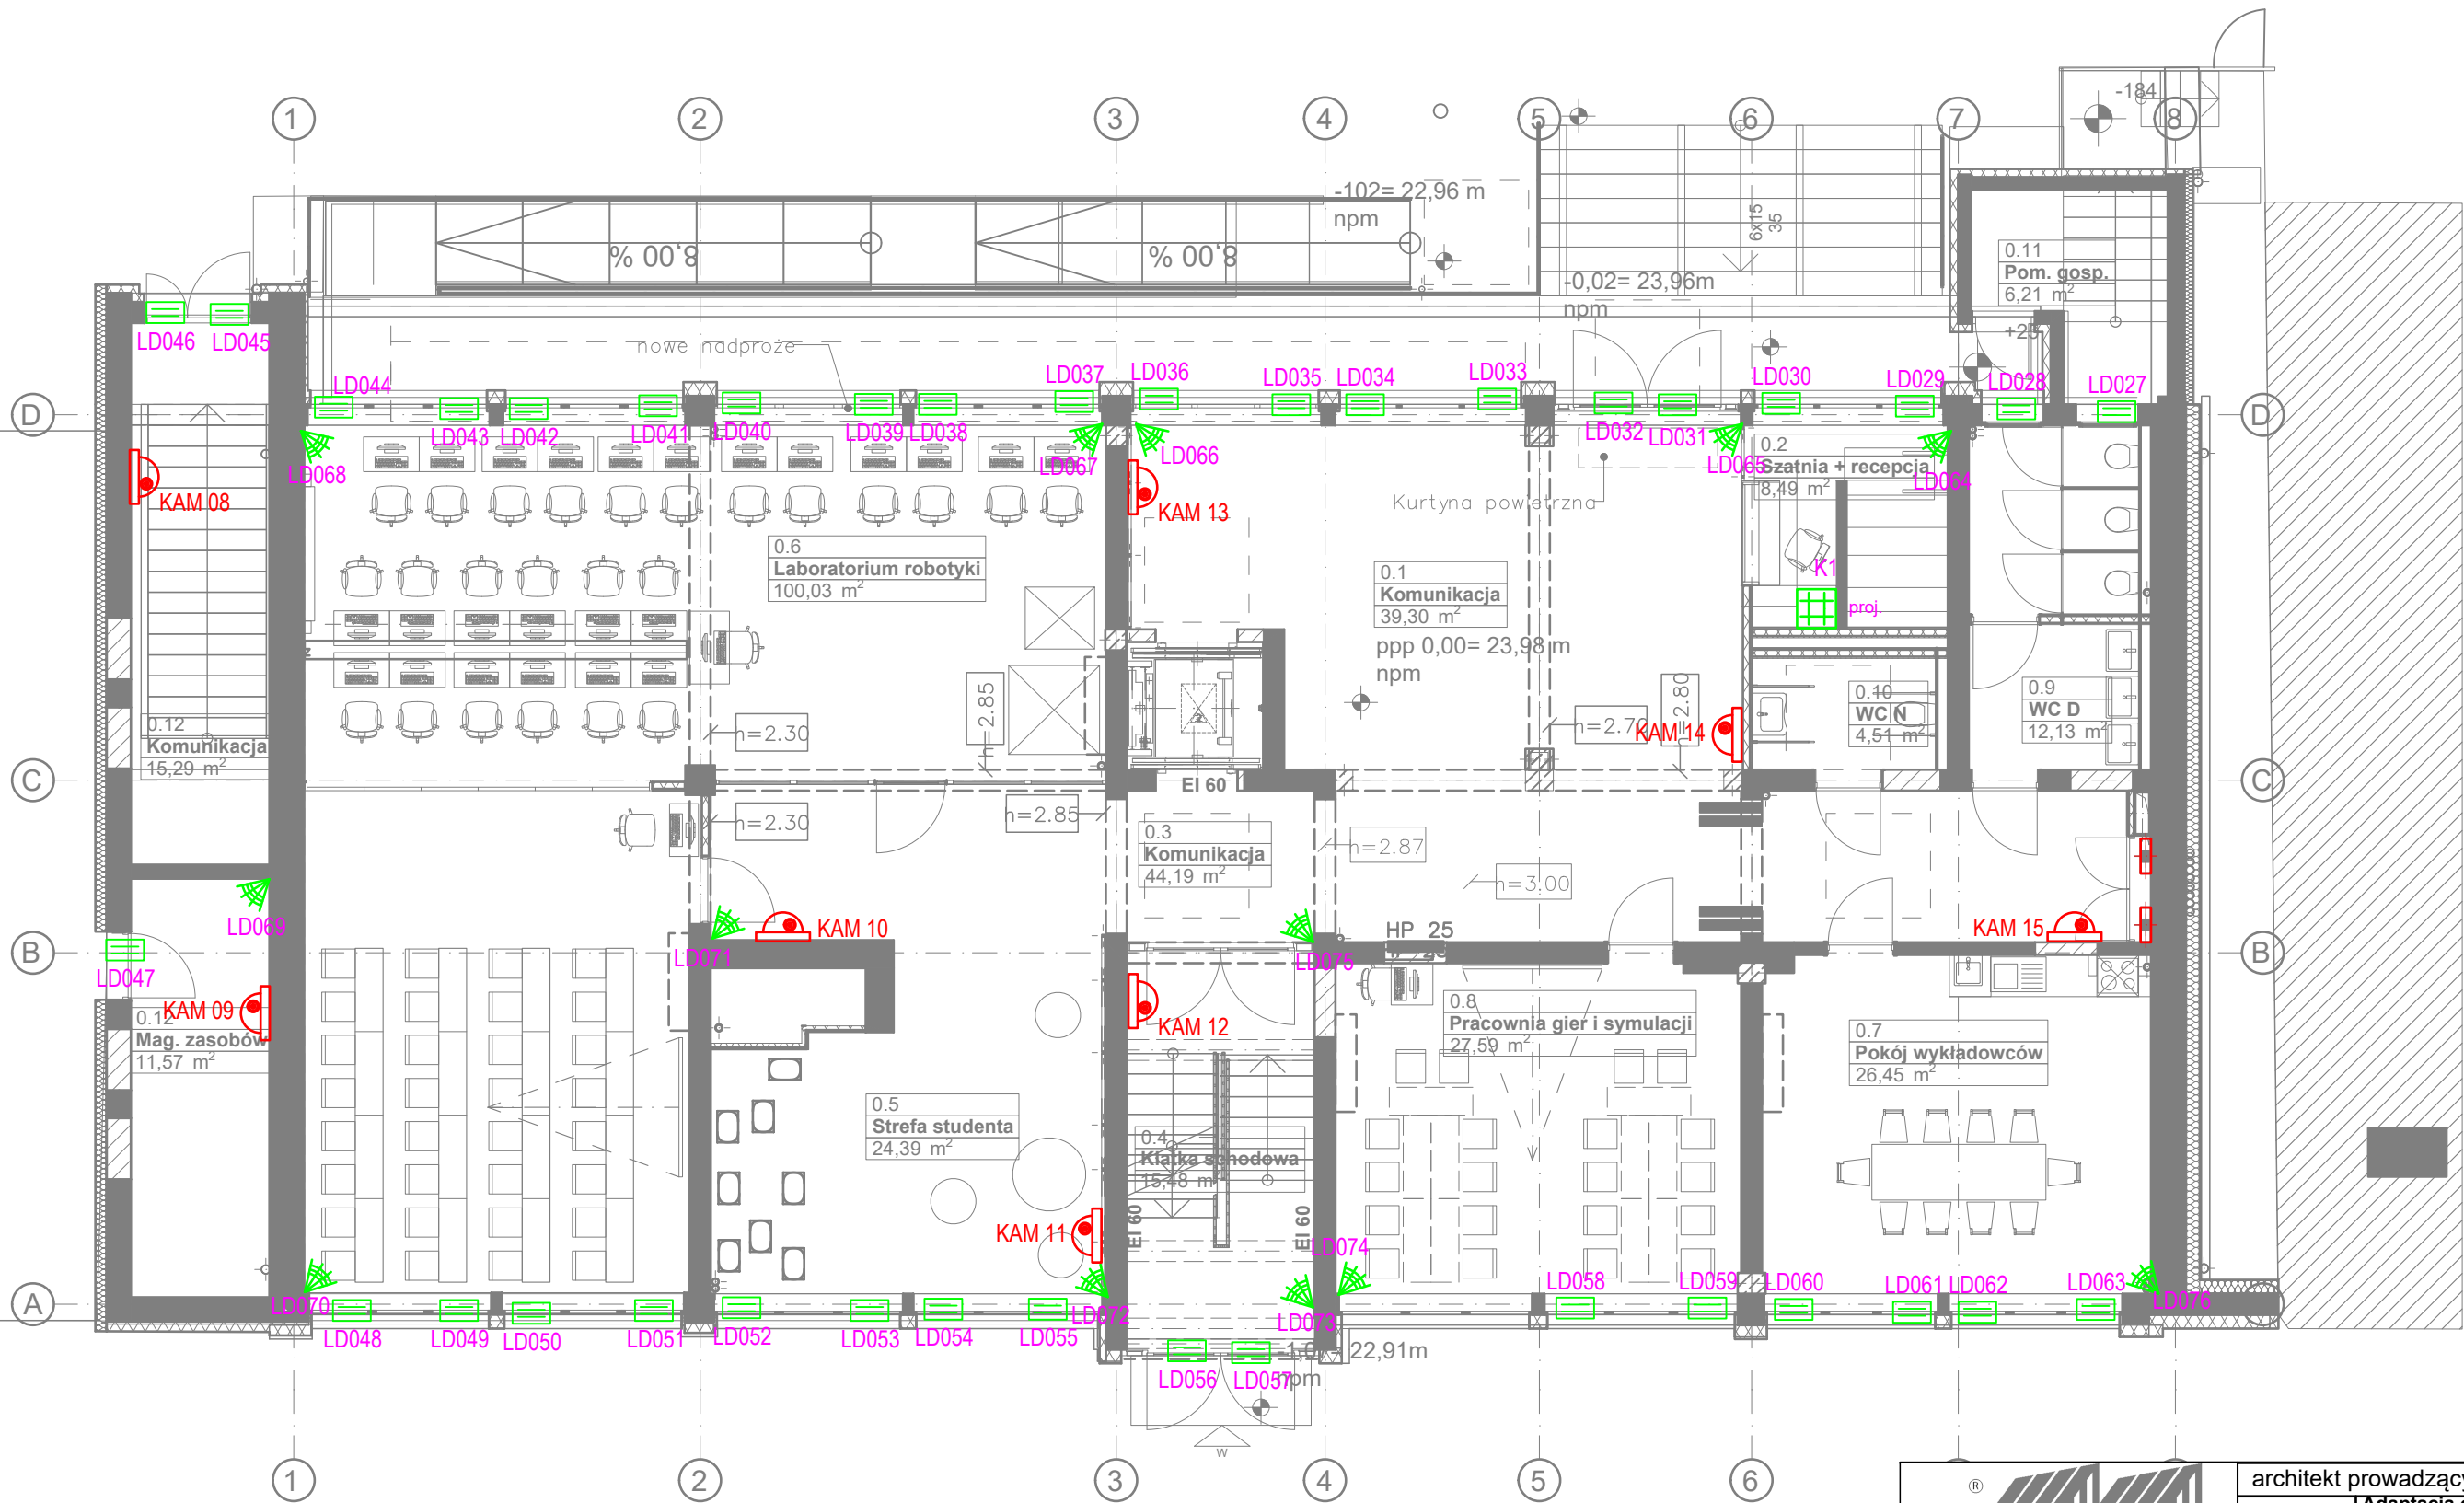 1
2
3
4
5
6
7
8
-184
-102= 22,96 m
npm
6x15
35
8,00 %
8,00 %
-0,02= 23,96m
npm
0.11
Pom. gosp.
6,21 m²
+25
LD046
LD045
nowe nadproże
LD044
LD043
LD042
LD041
LD040
LD039
LD038
LD037
LD036
LD035
LD034
LD033
LD032
LD031
LD030
LD029
LD028
LD027
D
D
LD068
LD067
LD066
LD065
LD064
0.2
Szatnia + recepcja
8,49 m²
KAM 08
KAM 13
Kurtyna powietrzna
0.6
Laboratorium robotyki
100,03 m²
0.1
Komunikacja
39,30 m²
ppp 0,00= 23,98 m
npm
K1
proj.
0.12
Komunikacja
15,29 m²
h=2.30
h=2.85
h=2.70
h=2.80
KAM 14
0.10
WC N
4,51 m²
0.9
WC D
12,13 m²
C
C
EI 60
h=2.30
h=2.85
0.3
Komunikacja
44,19 m²
h=2.87
h=3.00
LD069
KAM 10
HP 25
KAM 15
B
B
LD047
LD071
LD075
KAM 09
0.12
Mag. zasobów
11,57 m²
KAM 12
0.8
Pracownia gier i symulacji
27,59 m²
0.7
Pokój wykładowców
26,45 m²
0.5
Strefa studenta
24,39 m²
0.4
Klatka schodowa
15,48 m
KAM 11
EI 60
EI 60
LD074
A
LD070
LD048
LD049
LD050
LD051
LD052
LD053
LD054
LD055
LD072
LD073
LD058
LD059
LD060
LD061
LD062
LD063
LD076
22,91m
npm
LD056
LD057
w
1
2
3
4
5
6
®
architekt prowadzący